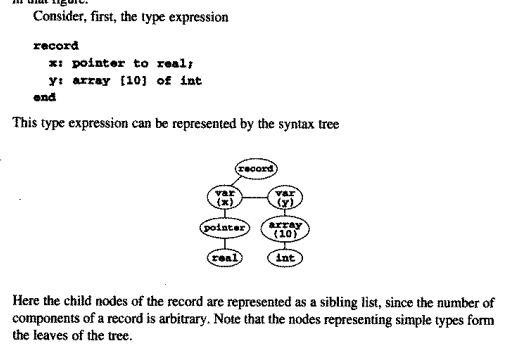 in that figure.
Consider, first, the type expression
record
x: pointer to real;
y: array [10] of int
end
This type expression can be represented by the syntax tree
record
var var
(x) (y)
pointer array
(10)
real int
Here the child nodes of the record are represented as a sibling list, since the number of
components of a record is arbitrary. Note that the nodes representing simple types form
the leaves of the tree.